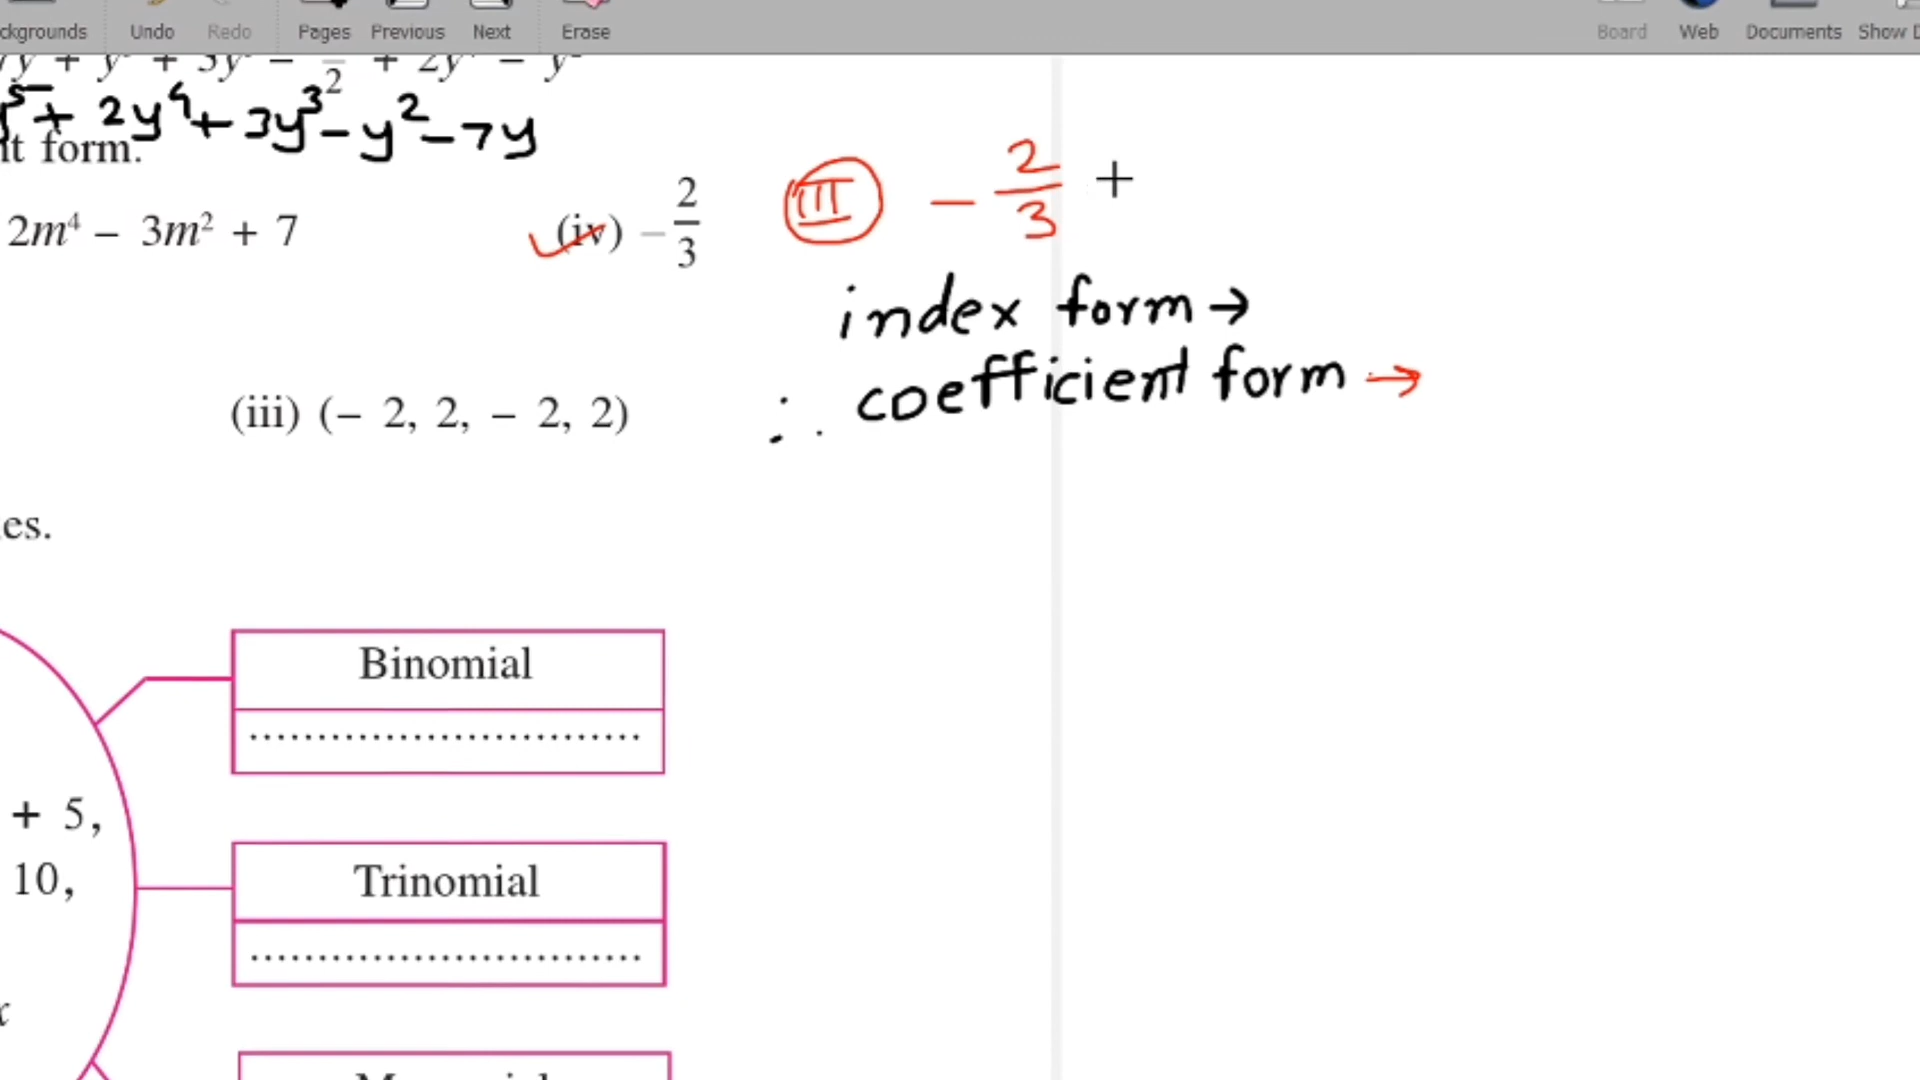 ckgrounds Undo Redo Pages Previous Next Erase Board Web Documents Show D
+ 2y⁴ + 3y³ - y² - 7y
nt form.
2m⁴ – 3m² + 7
(iv) – 2/3
III - 2/3 +
index form →
∴ coefficient form →
(iii) (– 2, 2, – 2, 2)
es.
Binomial
+ 5,
10,
Trinomial